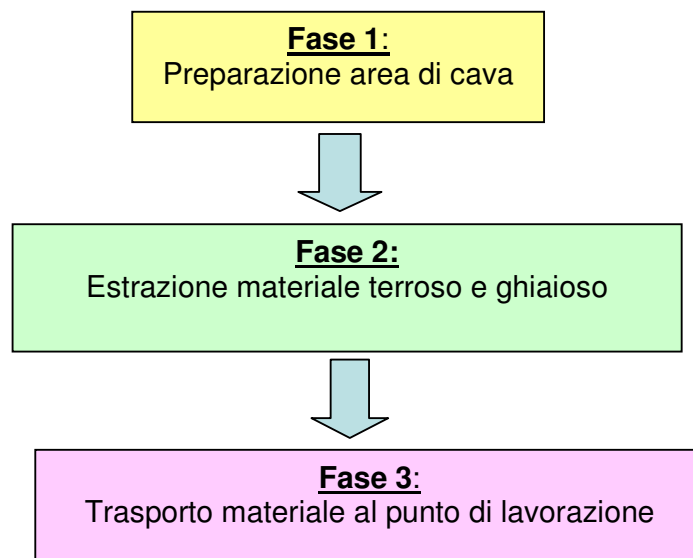 Fase 1:
Preparazione area di cava
Fase 2:
Estrazione materiale terroso e ghiaioso
Fase 3:
Trasporto materiale al punto di lavorazione